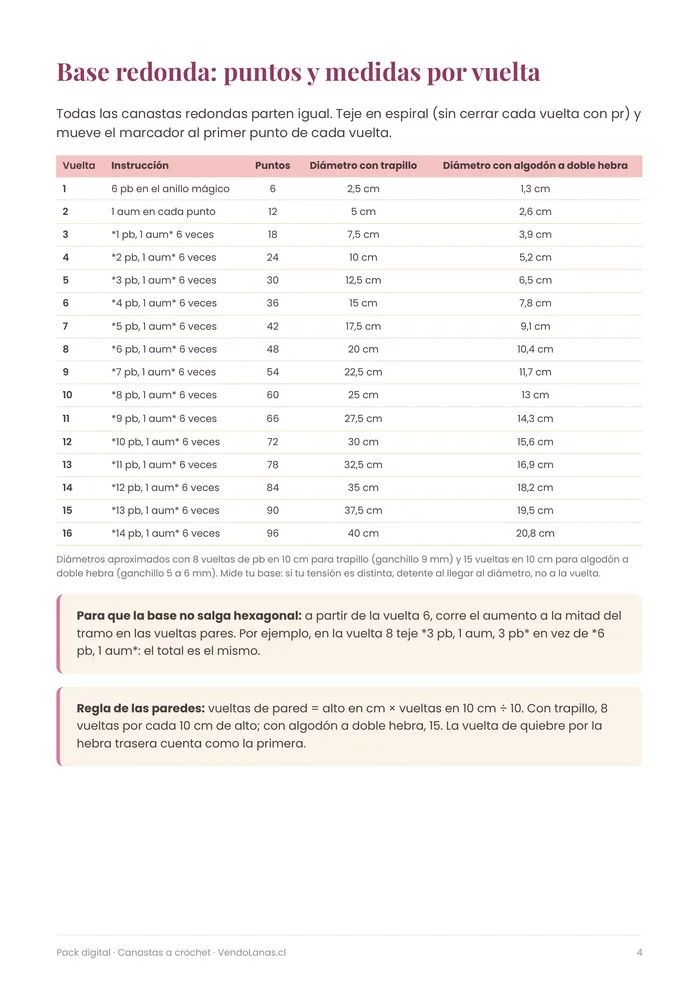 Base redonda: puntos y medidas por vuelta
Todas las canastas redondas parten igual. Teje en espiral (sin cerrar cada vuelta con pr) y
mueve el marcador al primer punto de cada vuelta.
Vuelta Instrucción Puntos Diámetro con trapillo Diámetro con algodón a doble hebra
1 6 pb en el anillo mágico 6 2,5 cm 1,3 cm
2 1 aum en cada punto 12 5 cm 2,6 cm
3 *1 pb, 1 aum* 6 veces 18 7,5 cm 3,9 cm
4 *2 pb, 1 aum* 6 veces 24 10 cm 5,2 cm
5 *3 pb, 1 aum* 6 veces 30 12,5 cm 6,5 cm
6 *4 pb, 1 aum* 6 veces 36 15 cm 7,8 cm
7 *5 pb, 1 aum* 6 veces 42 17,5 cm 9,1 cm
8 *6 pb, 1 aum* 6 veces 48 20 cm 10,4 cm
9 *7 pb, 1 aum* 6 veces 54 22,5 cm 11,7 cm
10 *8 pb, 1 aum* 6 veces 60 25 cm 13 cm
11 *9 pb, 1 aum* 6 veces 66 27,5 cm 14,3 cm
12 *10 pb, 1 aum* 6 veces 72 30 cm 15,6 cm
13 *11 pb, 1 aum* 6 veces 78 32,5 cm 16,9 cm
14 *12 pb, 1 aum* 6 veces 84 35 cm 18,2 cm
15 *13 pb, 1 aum* 6 veces 90 37,5 cm 19,5 cm
16 *14 pb, 1 aum* 6 veces 96 40 cm 20,8 cm
Diámetros aproximados con 8 vueltas de pb en 10 cm para trapillo (ganchillo 9 mm) y 15 vueltas en 10 cm para algodón a
doble hebra (ganchillo 5 a 6 mm). Mide tu base: si tu tensión es distinta, detente al llegar al diámetro, no a la vuelta.
Para que la base no salga hexagonal: a partir de la vuelta 6, corre el aumento a la mitad del
tramo en las vueltas pares. Por ejemplo, en la vuelta 8 teje *3 pb, 1 aum, 3 pb* en vez de *6
pb, 1 aum*: el total es el mismo.
Regla de las paredes: vueltas de pared = alto en cm × vueltas en 10 cm ÷ 10. Con trapillo, 8
vueltas por cada 10 cm de alto; con algodón a doble hebra, 15. La vuelta de quiebre por la
hebra trasera cuenta como la primera.
Pack digital · Canastas a crochet · VendoLanas.cl 4